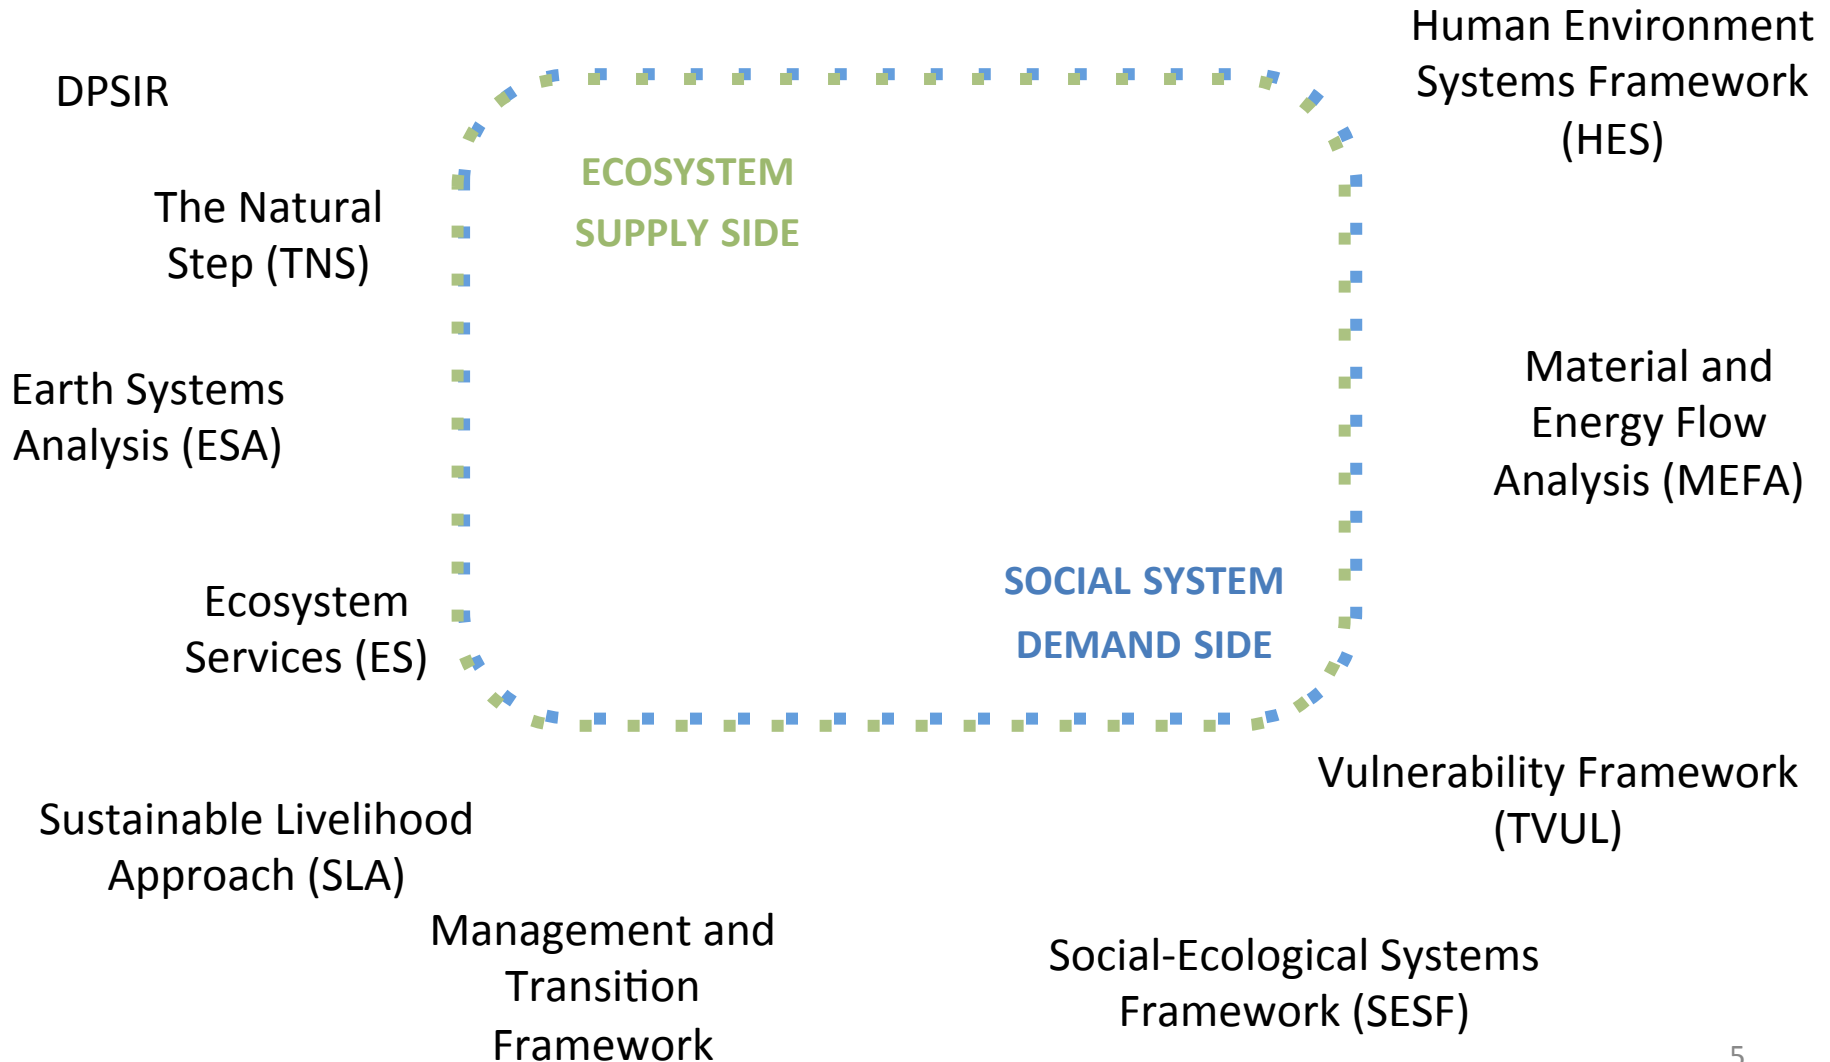 DPSIR
Human Environment
Systems Framework
(HES)
ECOSYSTEM
SUPPLY SIDE
The Natural
Step (TNS)
Earth Systems
Analysis (ESA)
Material and
Energy Flow
Analysis (MEFA)
Ecosystem
Services (ES)
SOCIAL SYSTEM
DEMAND SIDE
Vulnerability Framework
(TVUL)
Sustainable Livelihood
Approach (SLA)
Management and
Transition
Framework
Social-Ecological Systems
Framework (SESF)
5